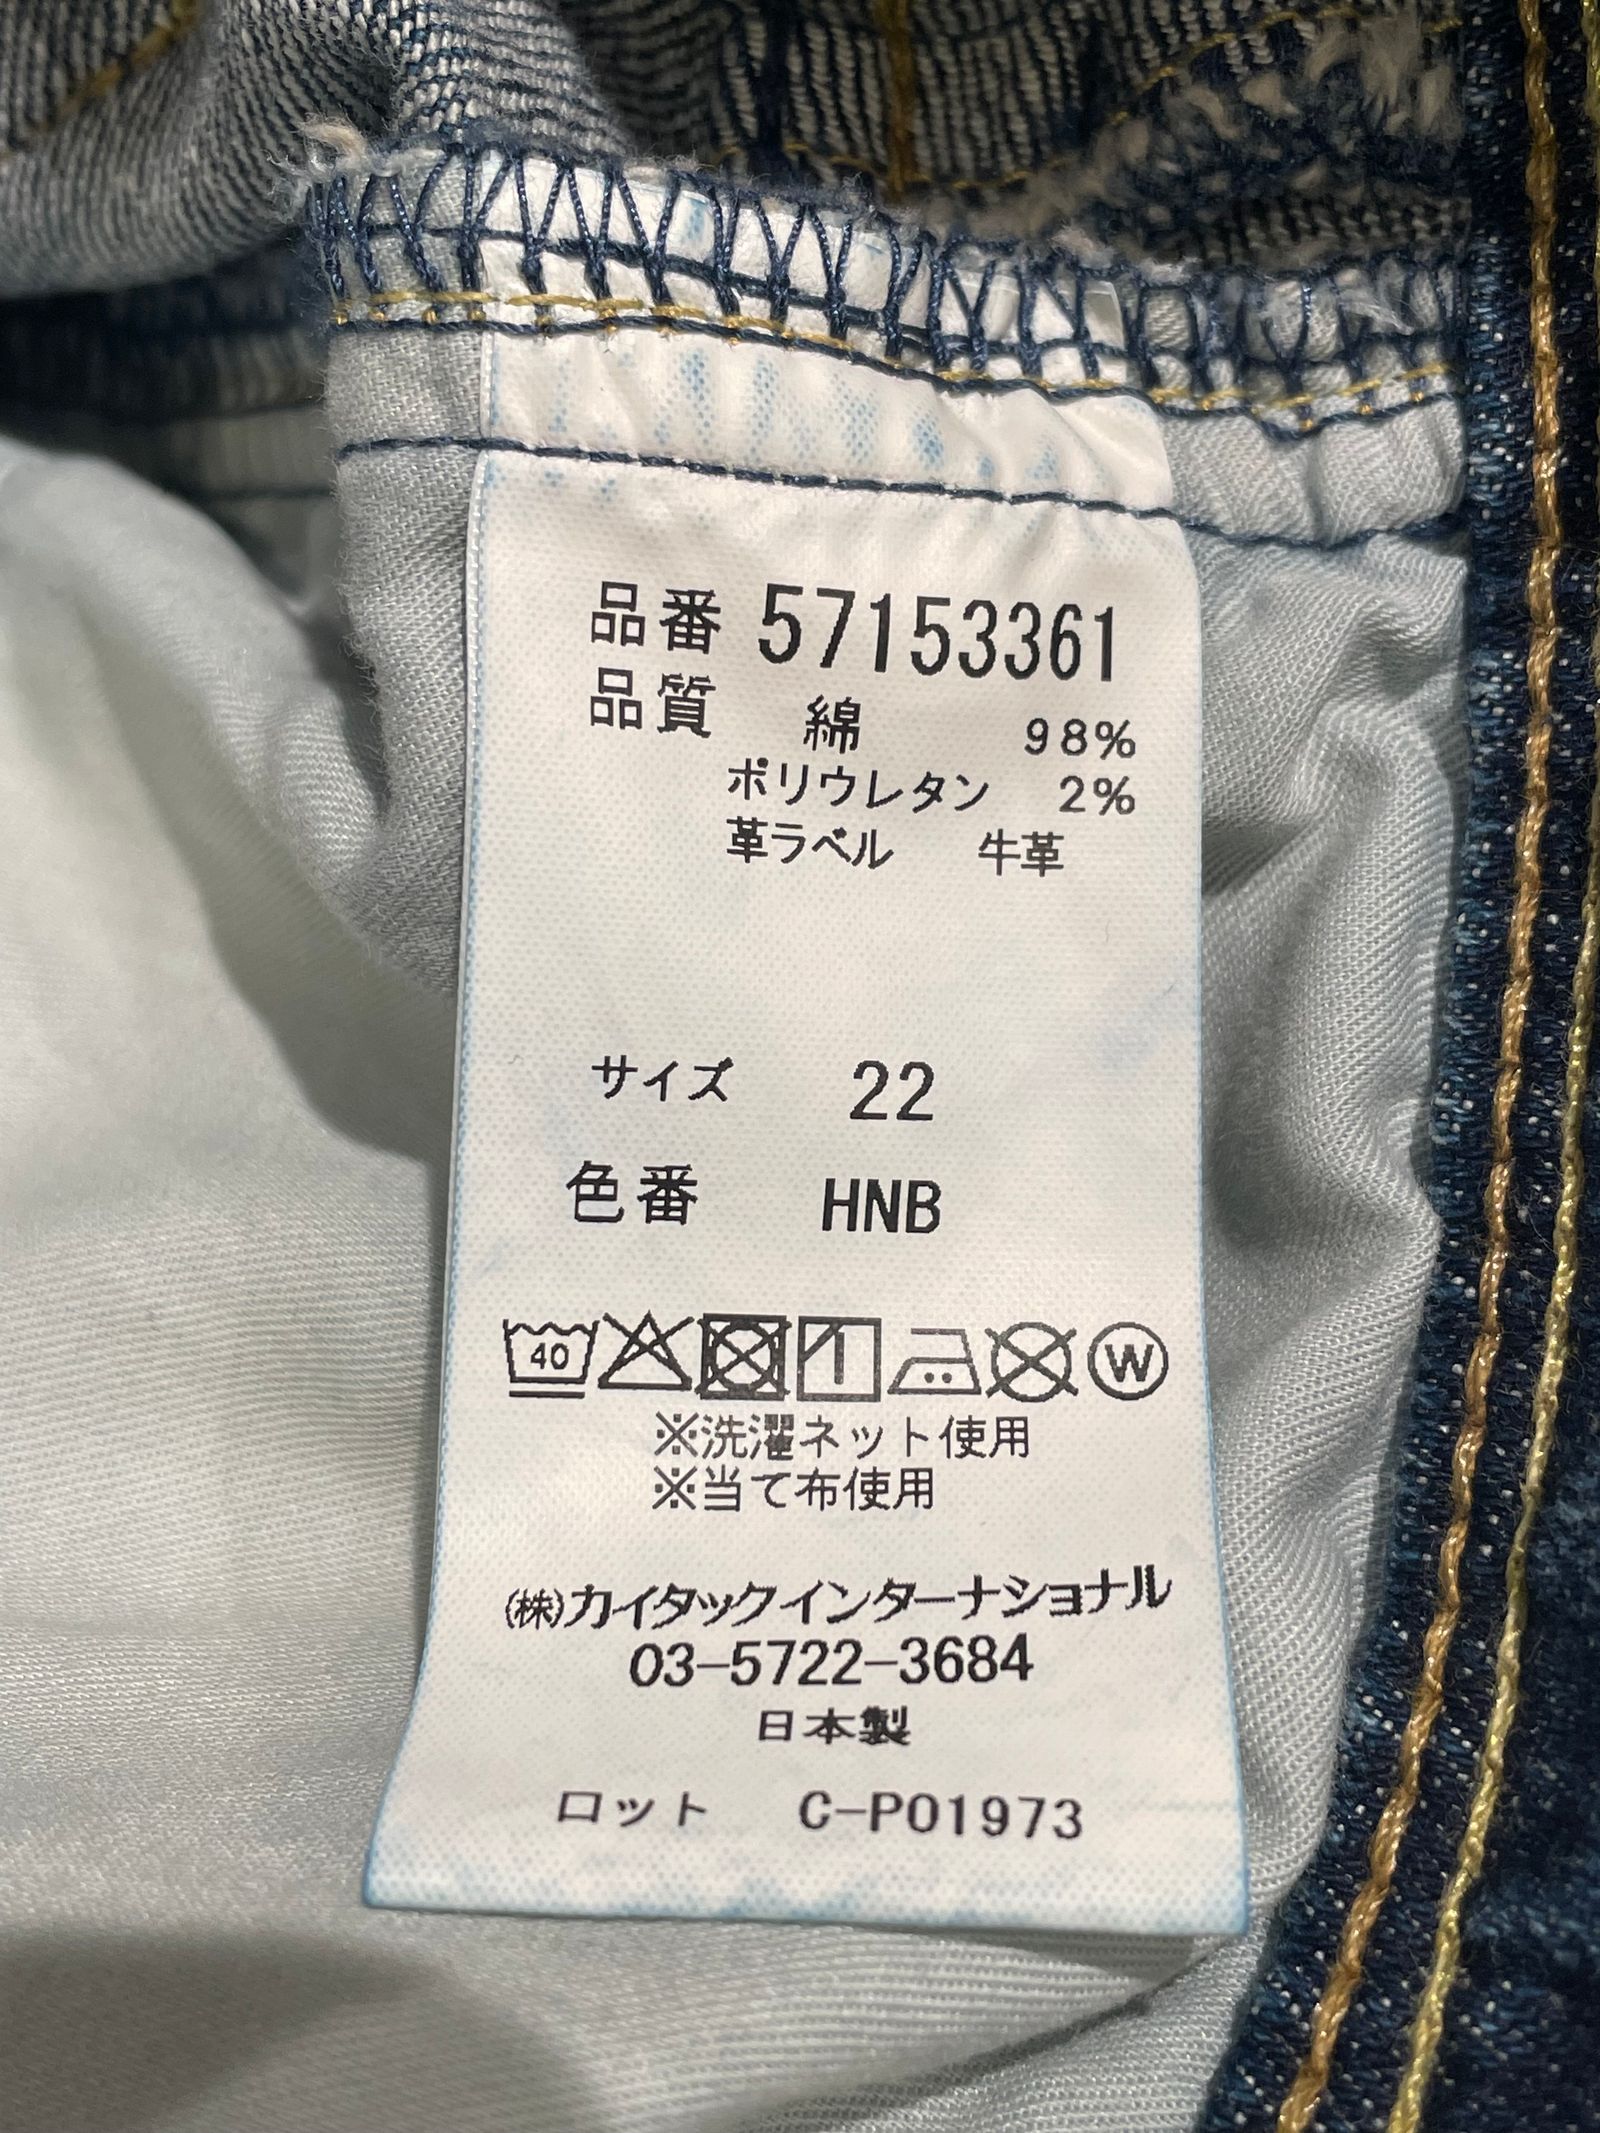 品番 57153361
品質 綿 98%
ポリウレタン 2%
革ラベル 牛革
サイズ 22
色番 HNB
40 W
※洗濯ネット使用
※当て布使用
(株)カイタックインターナショナル
03-5722-3684
日本製
ロット C-P01973